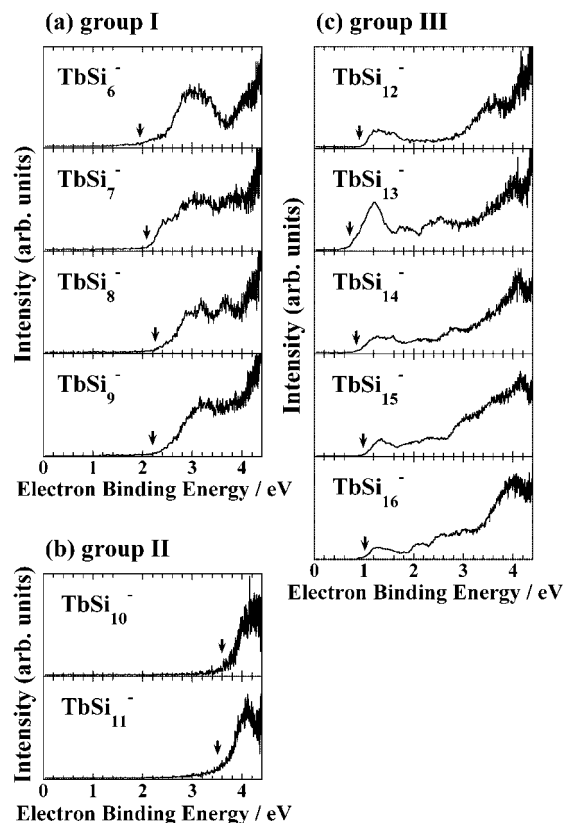 (a) group I
TbSi6-
TbSi7-
TbSi8-
TbSi9-
Intensity (arb. units)
0 1 2 3 4
Electron Binding Energy / eV
(b) group II
TbSi10-
TbSi11-
Intensity (arb. units)
0 1 2 3 4
Electron Binding Energy / eV
(c) group III
TbSi12-
TbSi13-
TbSi14-
TbSi15-
TbSi16-
Intensity (arb. units)
0 1 2 3 4
Electron Binding Energy / eV